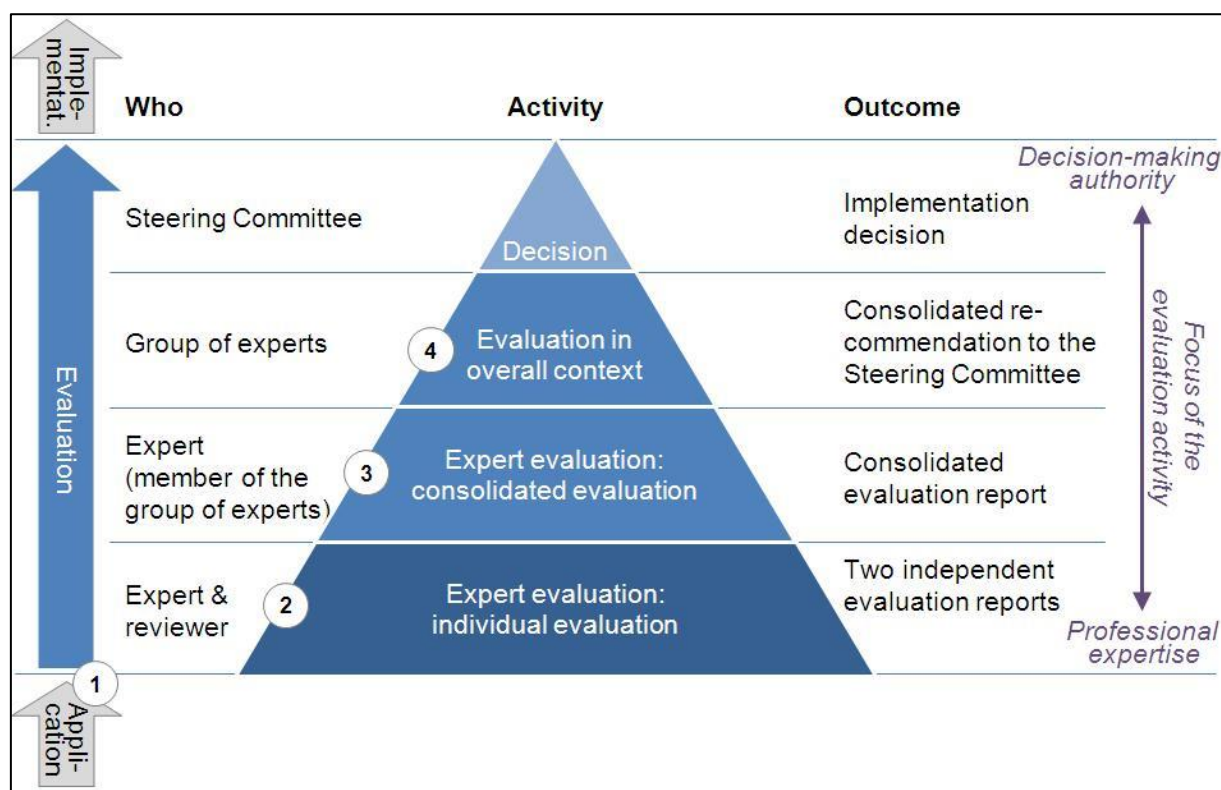 Imple-
mentat.
Who
Activity
Outcome
Decision-making
authority
Steering Committee
Decision
Implementation
decision
Group of experts
4
Evaluation in
overall context
Consolidated re-
commendation to the
Steering Committee
Focus of the
evaluation activity
Evaluation
Expert
(member of the
group of experts)
3
Expert evaluation:
consolidated evaluation
Consolidated
evaluation report
Expert &
reviewer
2
Expert evaluation:
individual evaluation
Two independent
evaluation reports
Professional
expertise
1
Appli-
cation